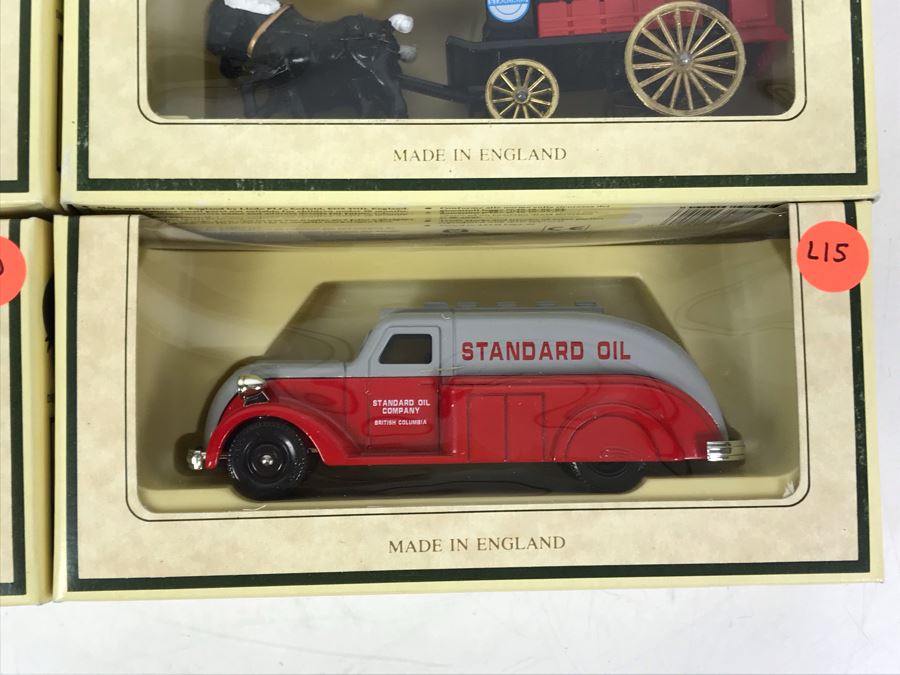 MADE IN ENGLAND
L15
STANDARD OIL
STANDARD OIL
COMPANY
BRITISH COLUMBIA
MADE IN ENGLAND